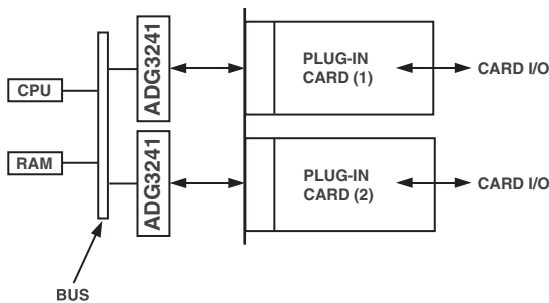 CPU
RAM
BUS
ADG3241
ADG3241
PLUG-IN
CARD (1)
CARD I/O
PLUG-IN
CARD (2)
CARD I/O